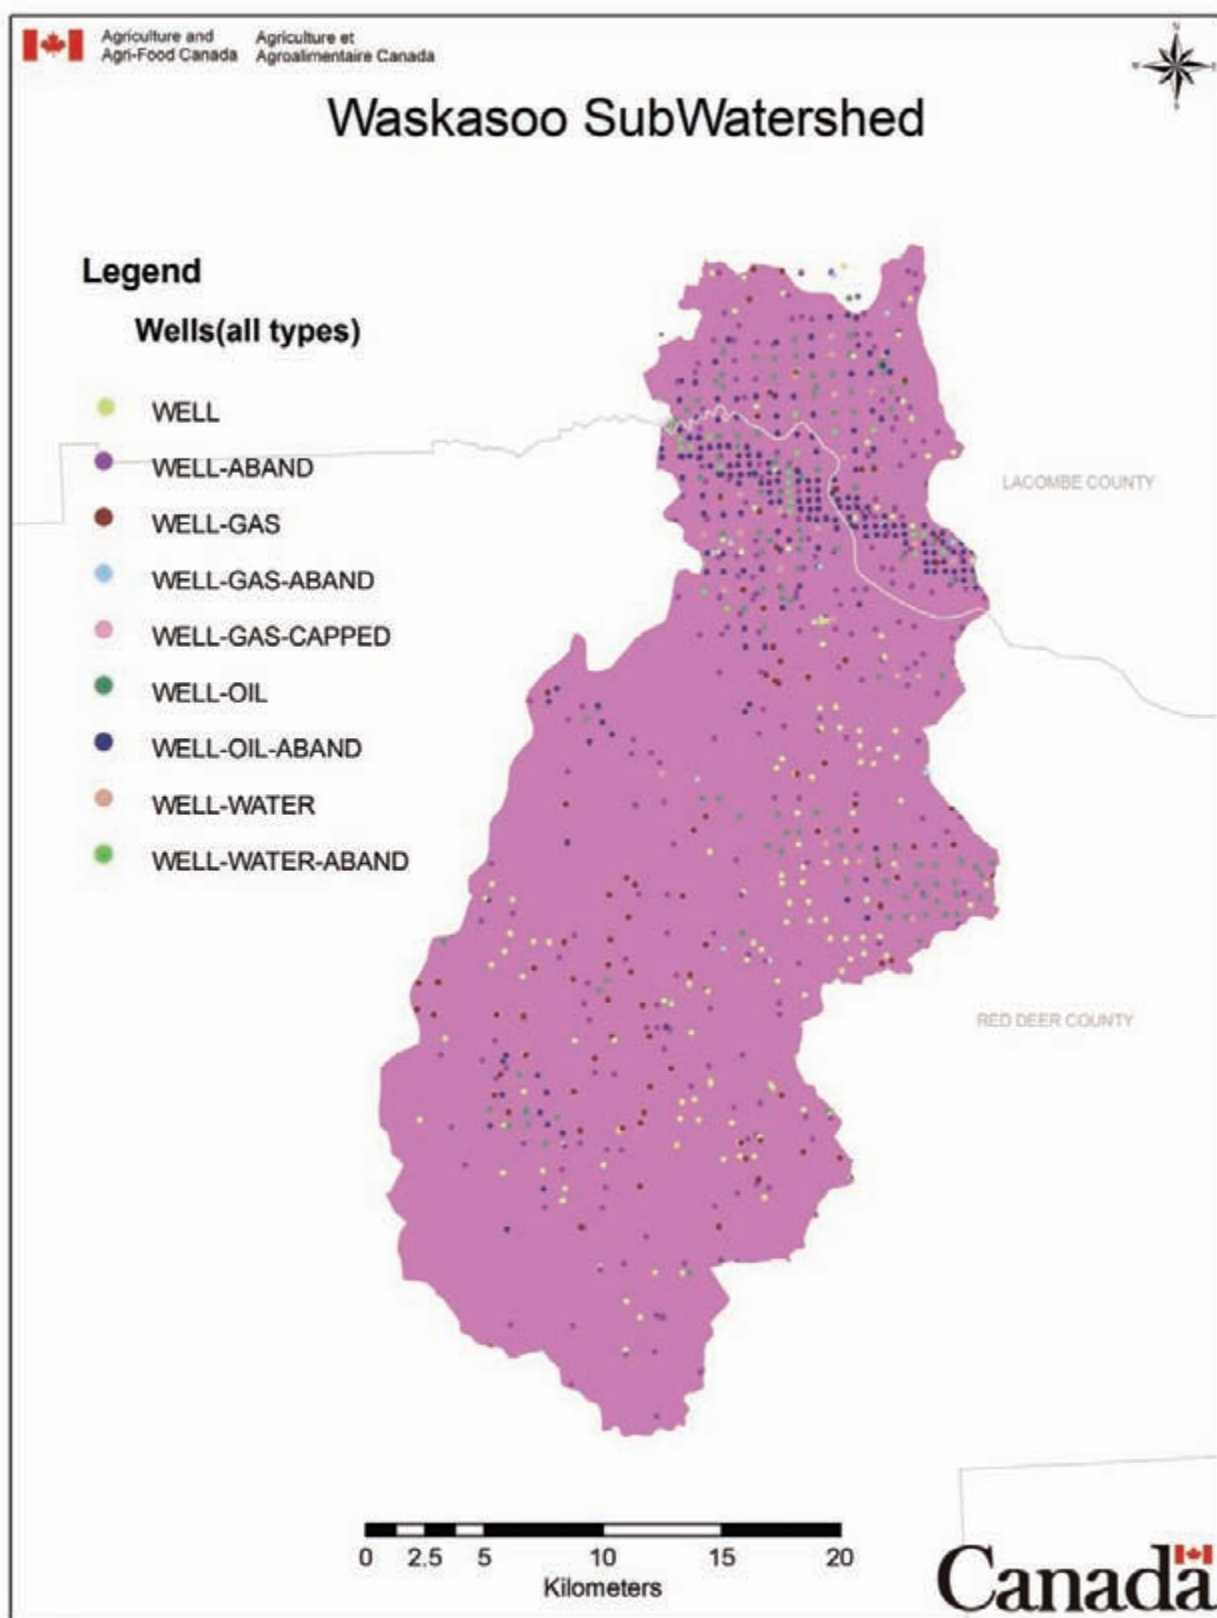 Agriculture and Agriculture et
Agri-Food Canada Agroalimentaire Canada
N
Waskasoo SubWatershed
Legend
Wells(all types)
WELL
WELL-ABAND
WELL-GAS
WELL-GAS-ABAND
WELL-GAS-CAPPED
WELL-OIL
WELL-OIL-ABAND
WELL-WATER
WELL-WATER-ABAND
LACOMBE COUNTY
RED DEER COUNTY
0 2.5 5 10 15 20
Kilometers
Canada